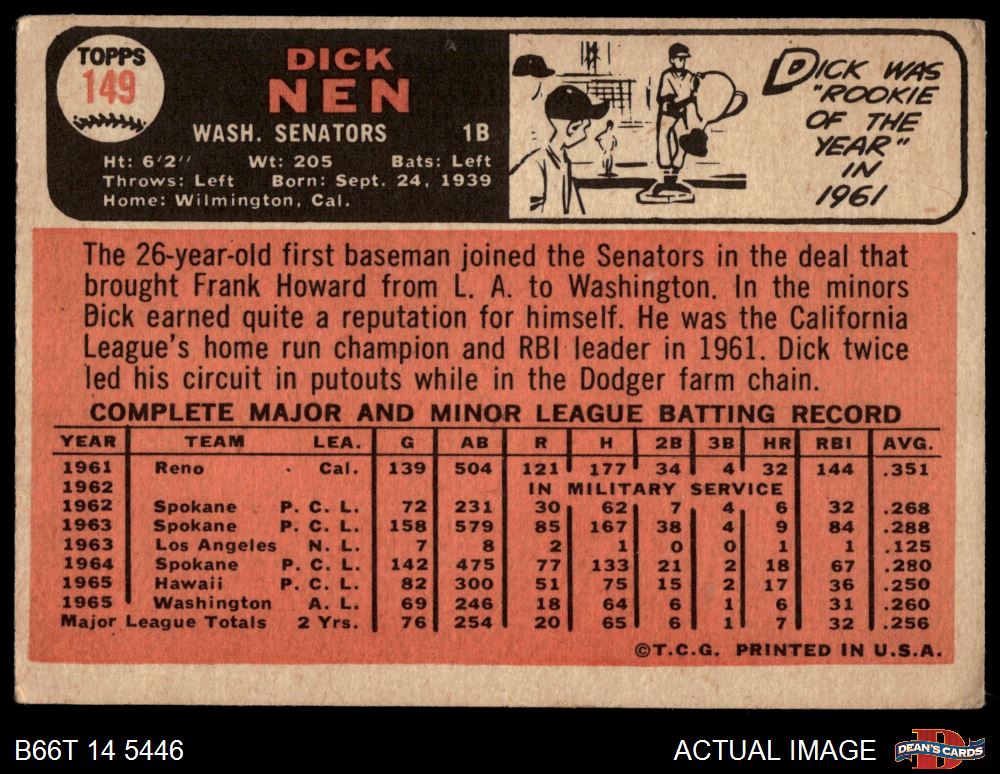 TOPPS
149
DICK
NEN
WASH. SENATORS 1B
Ht: 6'2" Wt: 205 Bats: Left
Throws: Left Born: Sept. 24, 1939
Home: Wilmington, Cal.
DICK WAS
"ROOKIE
OF THE
YEAR"
IN
1961
The 26-year-old first baseman joined the Senators in the deal that
brought Frank Howard from L. A. to Washington. In the minors
Dick earned quite a reputation for himself. He was the California
League's home run champion and RBI leader in 1961. Dick twice
led his circuit in putouts while in the Dodger farm chain.
COMPLETE MAJOR AND MINOR LEAGUE BATTING RECORD
YEAR TEAM LEA. G AB R H 2B 3B HR RBI AVG.
1961 Reno Cal. 139 504 121 177 34 4 32 144 .351
1962 IN MILITARY SERVICE
1962 Spokane P. C. L. 72 231 30 62 7 4 6 32 .268
1963 Spokane P. C. L. 158 579 85 167 38 4 9 84 .288
1963 Los Angeles N. L. 7 8 2 1 0 0 1 1 .125
1964 Spokane P. C. L. 142 475 77 133 21 2 18 67 .280
1965 Hawaii P. C. L. 82 300 51 75 15 2 17 36 .250
1965 Washington A. L. 69 246 18 64 6 1 6 31 .260
Major League Totals 2 Yrs. 76 254 20 65 6 1 7 32 .256
©T.C.G. PRINTED IN U.S.A.
B66T 14 5446
ACTUAL IMAGE
DEAN'S CARDS